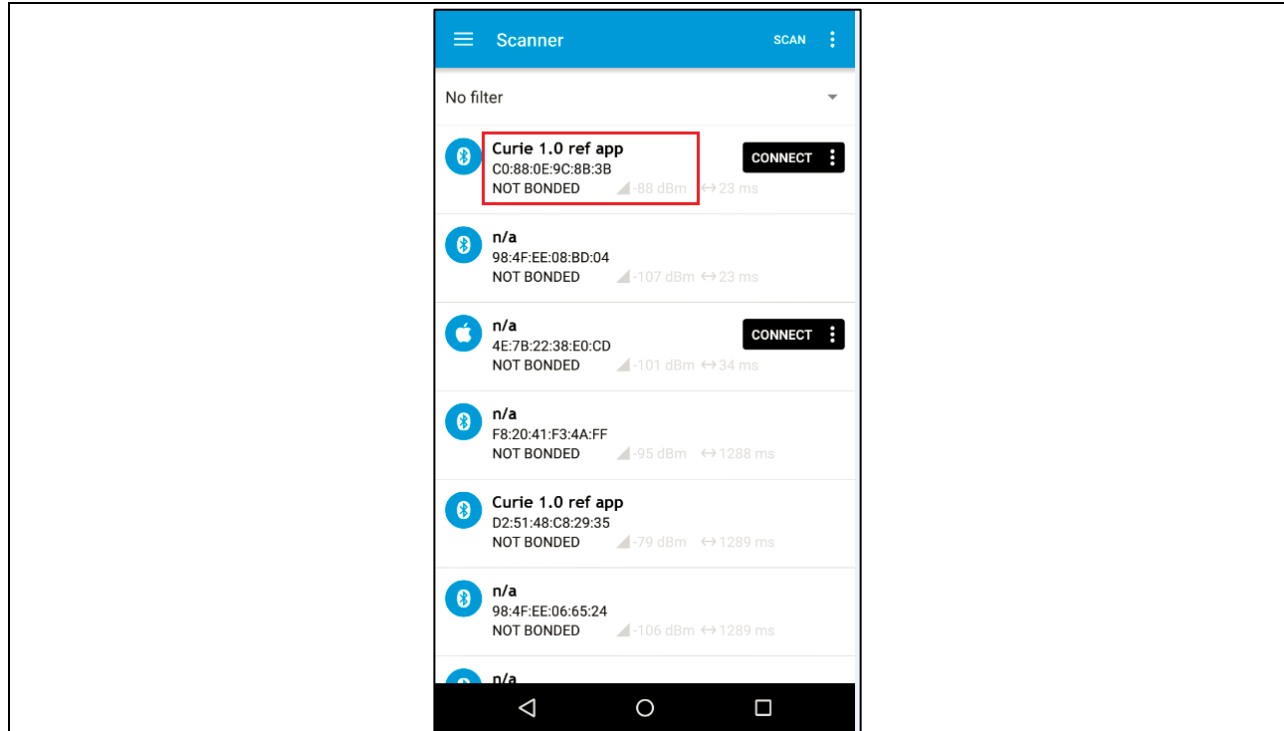 Scanner SCAN
No filter
Curie 1.0 ref app
C0:88:0E:9C:8B:3B CONNECT
NOT BONDED -88 dBm 23 ms
n/a
98:4F:EE:08:BD:04
NOT BONDED -107 dBm 23 ms
n/a
4E:7B:22:38:E0:CD CONNECT
NOT BONDED -101 dBm 34 ms
n/a
F8:20:41:F3:4A:FF
NOT BONDED -95 dBm 1288 ms
Curie 1.0 ref app
D2:51:48:C8:29:35
NOT BONDED -79 dBm 1289 ms
n/a
98:4F:EE:06:65:24
NOT BONDED -106 dBm 1289 ms
n/a